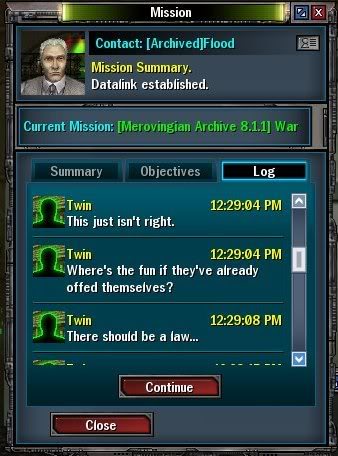 Mission
Contact: [Archived]Flood
Mission Summary.
Datalink established.
Current Mission: [Merovingian Archive 8.1.1] War
Summary Objectives Log
Twin 12:29:04 PM
This just isn't right.
Twin 12:29:04 PM
Where's the fun if they've already
offed themselves?
Twin 12:29:08 PM
There should be a law...
Continue
Close